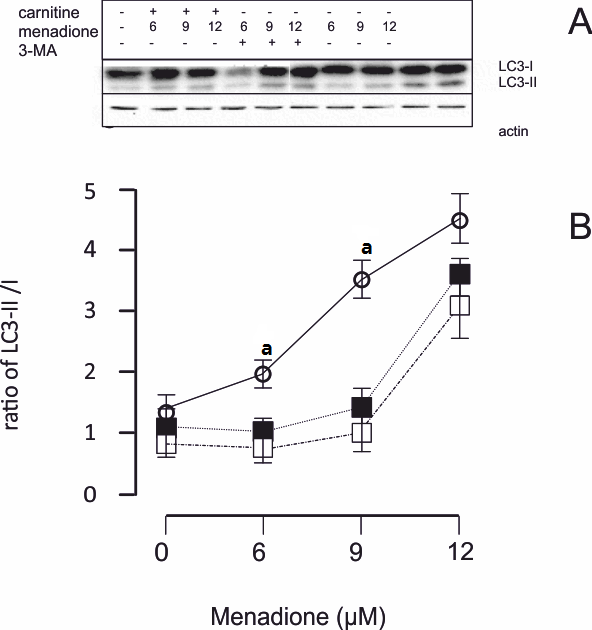 carnitine - + + + - - - - - -
menadione - 6 9 12 6 9 12 6 9 12
3-MA - - - - + + + - - -
A
LC3-I
LC3-II
actin
B
5
4
3
2
1
0
ratio of LC3-II /I
a
a
0 6 9 12
Menadione (µM)